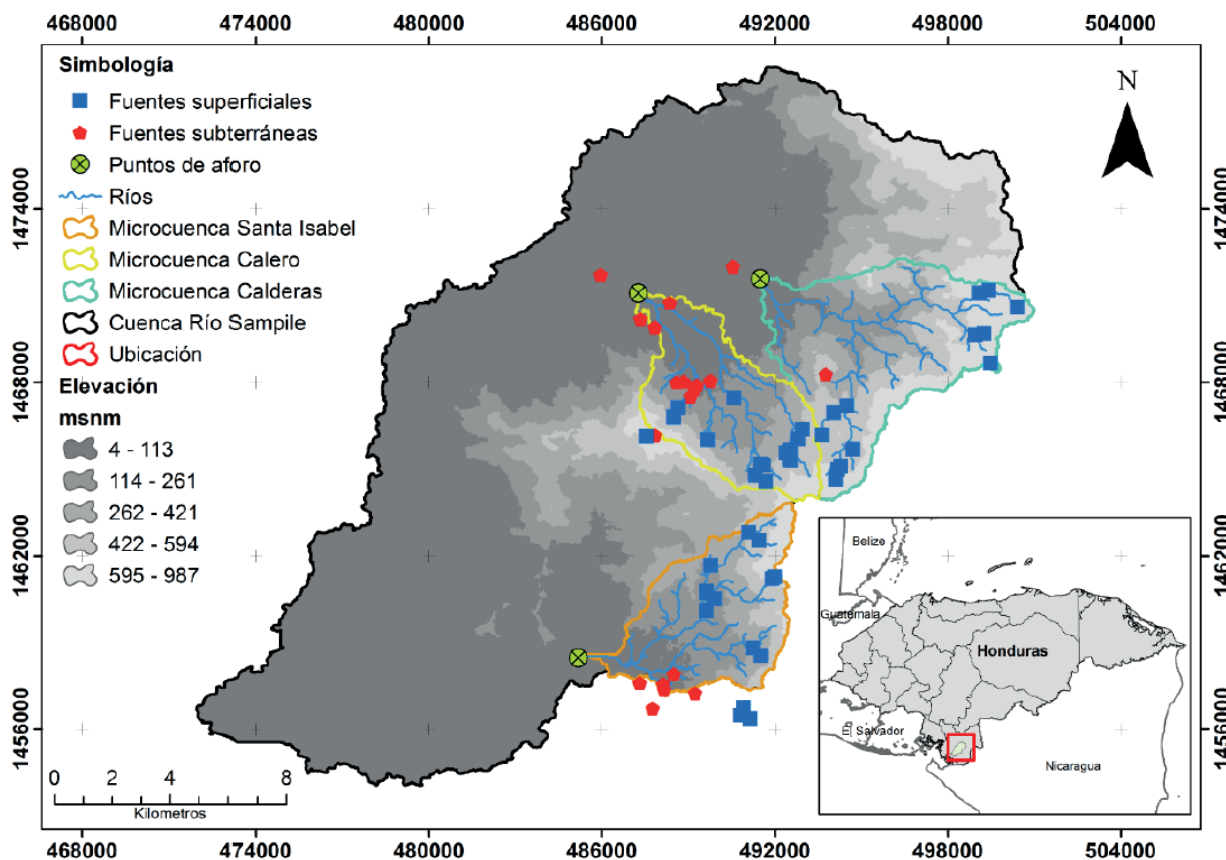 468000 474000 480000 486000 492000 498000 504000
Simbología
Fuentes superficiales
Fuentes subterráneas
Puntos de aforo
Ríos
Microcuenca Santa Isabel
Microcuenca Calero
Microcuenca Calderas
Cuenca Río Sampile
Ubicación
Elevación
msnm
4 - 113
114 - 261
262 - 421
422 - 594
595 - 987
N
1474000
1468000
1462000
1456000
1474000
1468000
1462000
1456000
Belize
Guatemala
Honduras
El Salvador
Nicaragua
0 2 4 6 8
Kilometros
468000 474000 480000 486000 492000 498000 504000